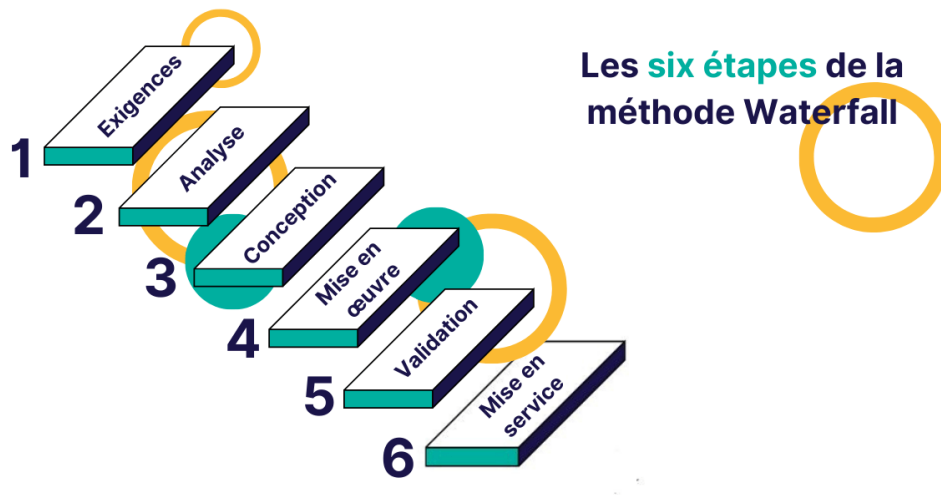 Les six étapes de la
méthode Waterfall
1
Exigences
2
Analyse
3
Conception
4
Mise en
œuvre
5
Validation
6
Mise en
service